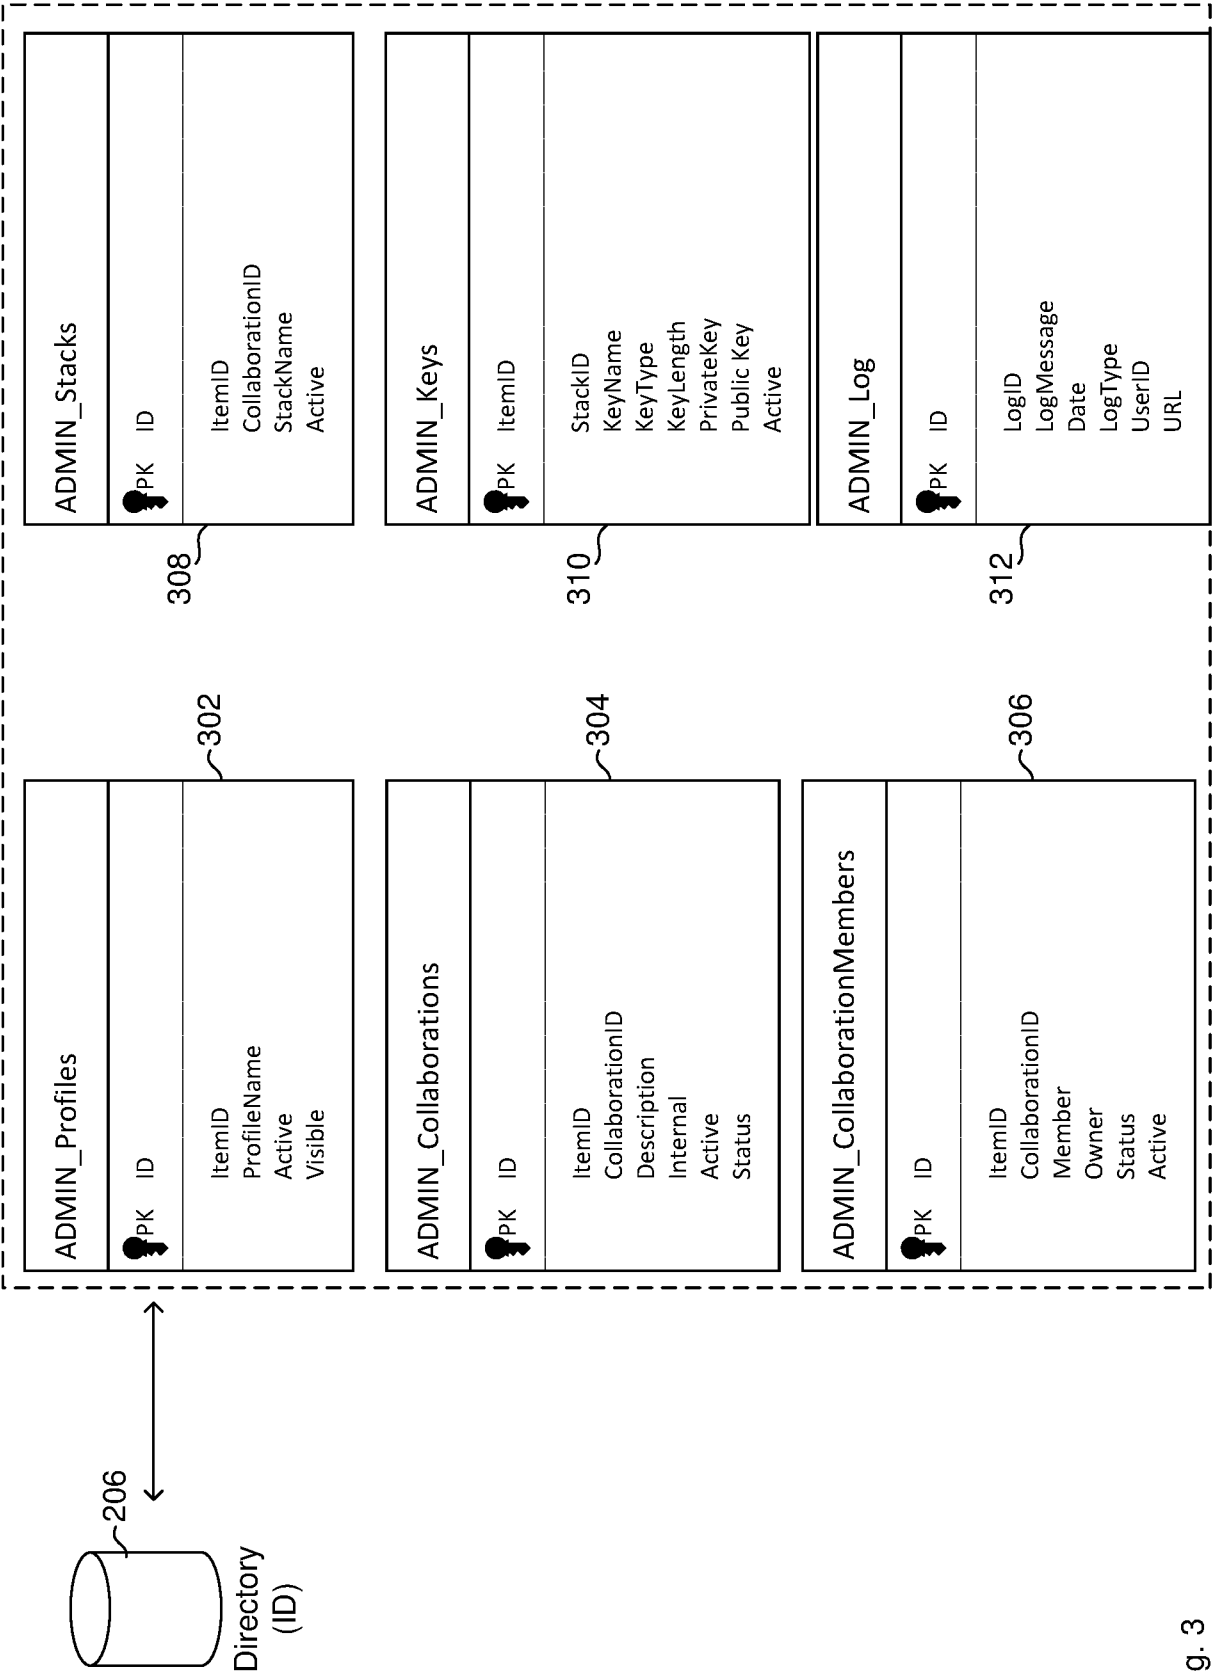 206
Directory
(ID)
ADMIN_Profiles
PK ID
ItemID
ProfileName
Active
Visible
302
ADMIN_Collaborations
PK ID
ItemID
CollaborationID
Description
Internal
Active
Status
304
ADMIN_CollaborationMembers
PK ID
ItemID
CollaborationID
Member
Owner
Status
Active
306
ADMIN_Stacks
PK ID
ItemID
CollaborationID
StackName
Active
308
ADMIN_Keys
PK ItemID
StackID
KeyName
KeyType
KeyLength
PrivateKey
Public Key
Active
310
ADMIN_Log
PK ID
LogID
LogMessage
Date
LogType
UserID
URL
312
g. 3